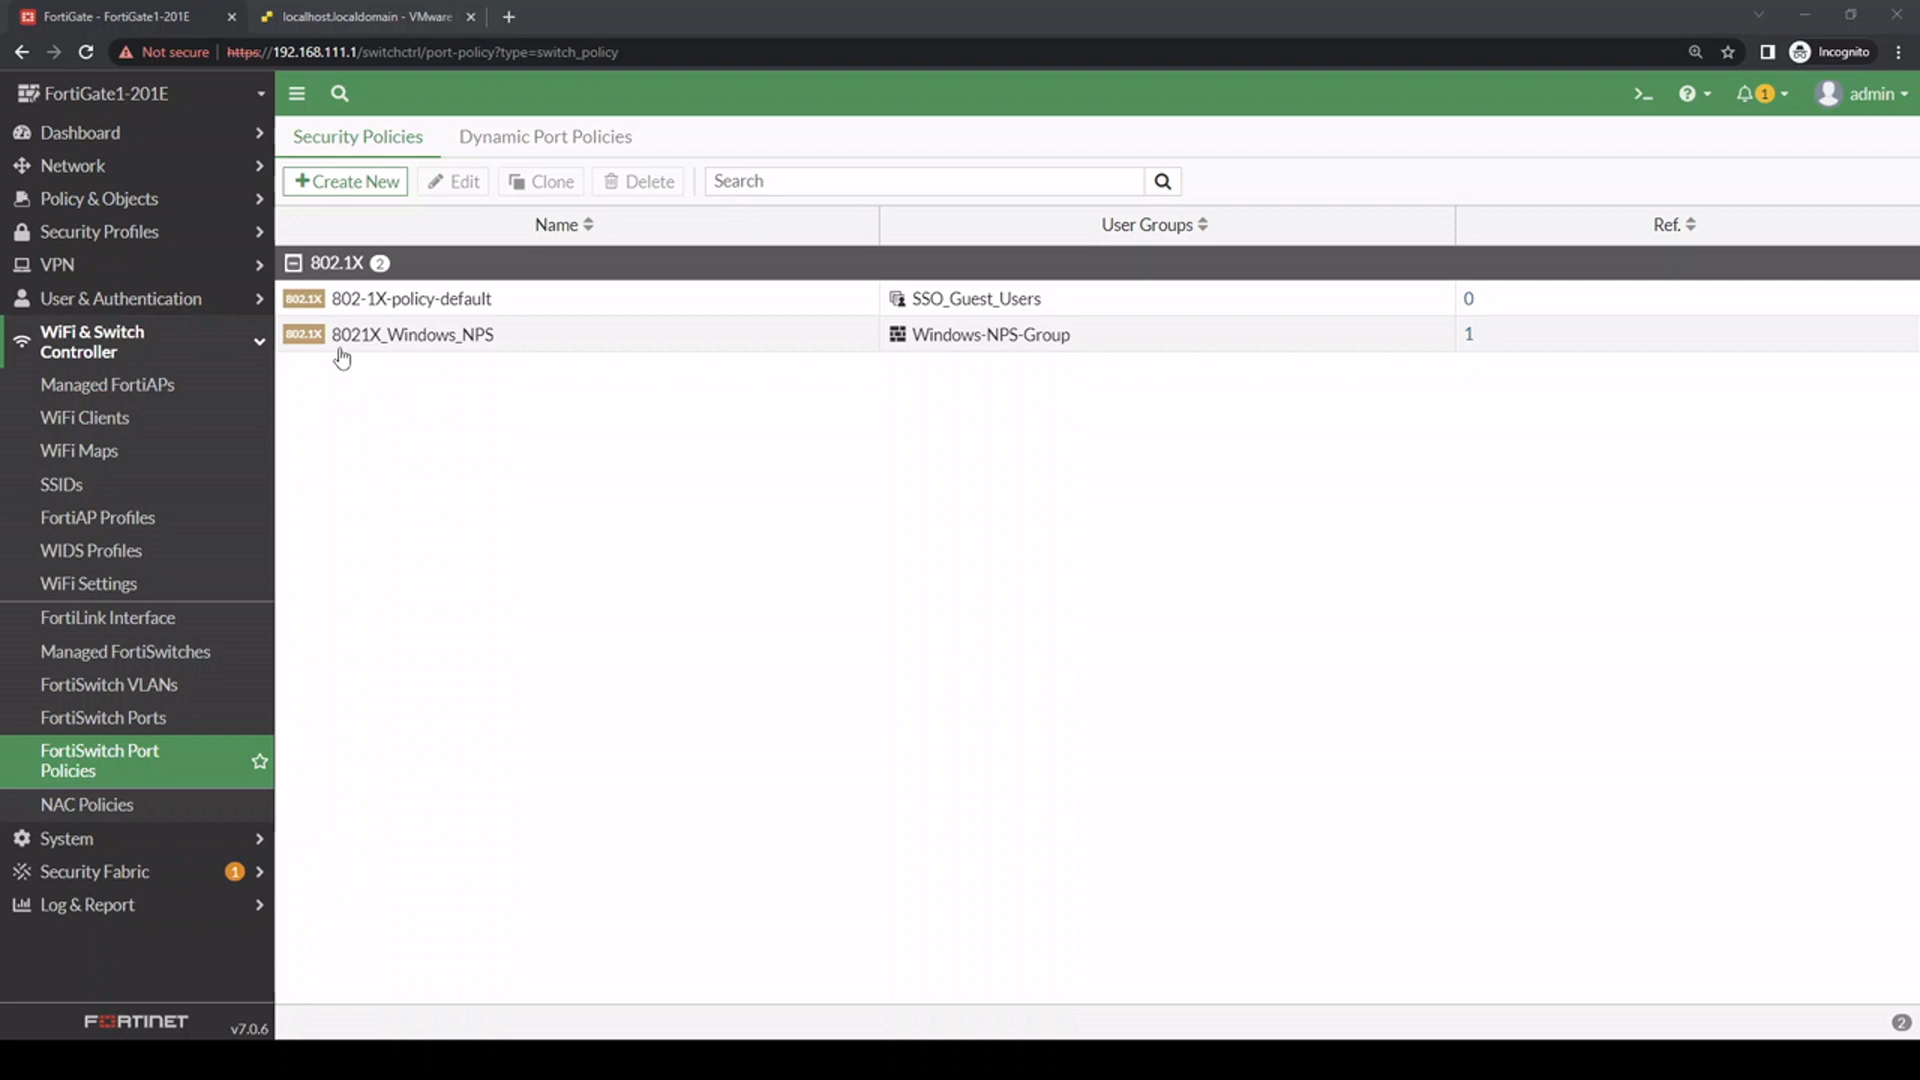 FortiGate - FortiGate1-201E
localhost.localdomain - VMware
Not secure
https://192.168.111.1/switchctrl/port-policy?type=switch_policy
Incognito
FortiGate1-201E
1
admin
Dashboard
Network
Policy & Objects
Security Profiles
VPN
User & Authentication
WiFi & Switch
Controller
Managed FortiAPs
WiFi Clients
WiFi Maps
SSIDs
FortiAP Profiles
WIDS Profiles
WiFi Settings
FortiLink Interface
Managed FortiSwitches
FortiSwitch VLANs
FortiSwitch Ports
FortiSwitch Port
Policies
NAC Policies
System
Security Fabric 1
Log & Report
FORTINET v7.0.6
Security Policies Dynamic Port Policies
+Create New Edit Clone Delete Search
Name User Groups Ref.
802.1X 2
802.1X 802-1X-policy-default SSO_Guest_Users 0
802.1X 8021X_Windows_NPS Windows-NPS-Group 1
2